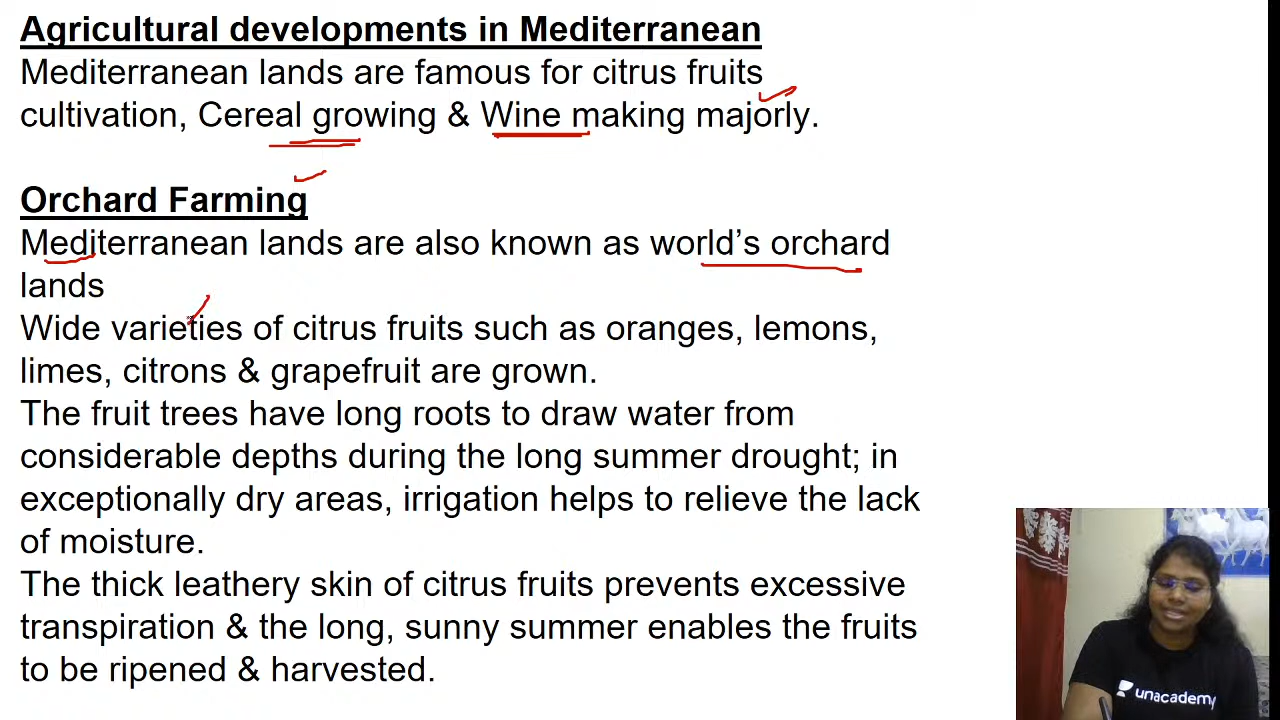 Agricultural developments in Mediterranean
Mediterranean lands are famous for citrus fruits
cultivation, Cereal growing & Wine making majorly.
Orchard Farming
Mediterranean lands are also known as world’s orchard
lands
Wide varieties of citrus fruits such as oranges, lemons,
limes, citrons & grapefruit are grown.
The fruit trees have long roots to draw water from
considerable depths during the long summer drought; in
exceptionally dry areas, irrigation helps to relieve the lack
of moisture.
The thick leathery skin of citrus fruits prevents excessive
transpiration & the long, sunny summer enables the fruits
to be ripened & harvested.
unacademy